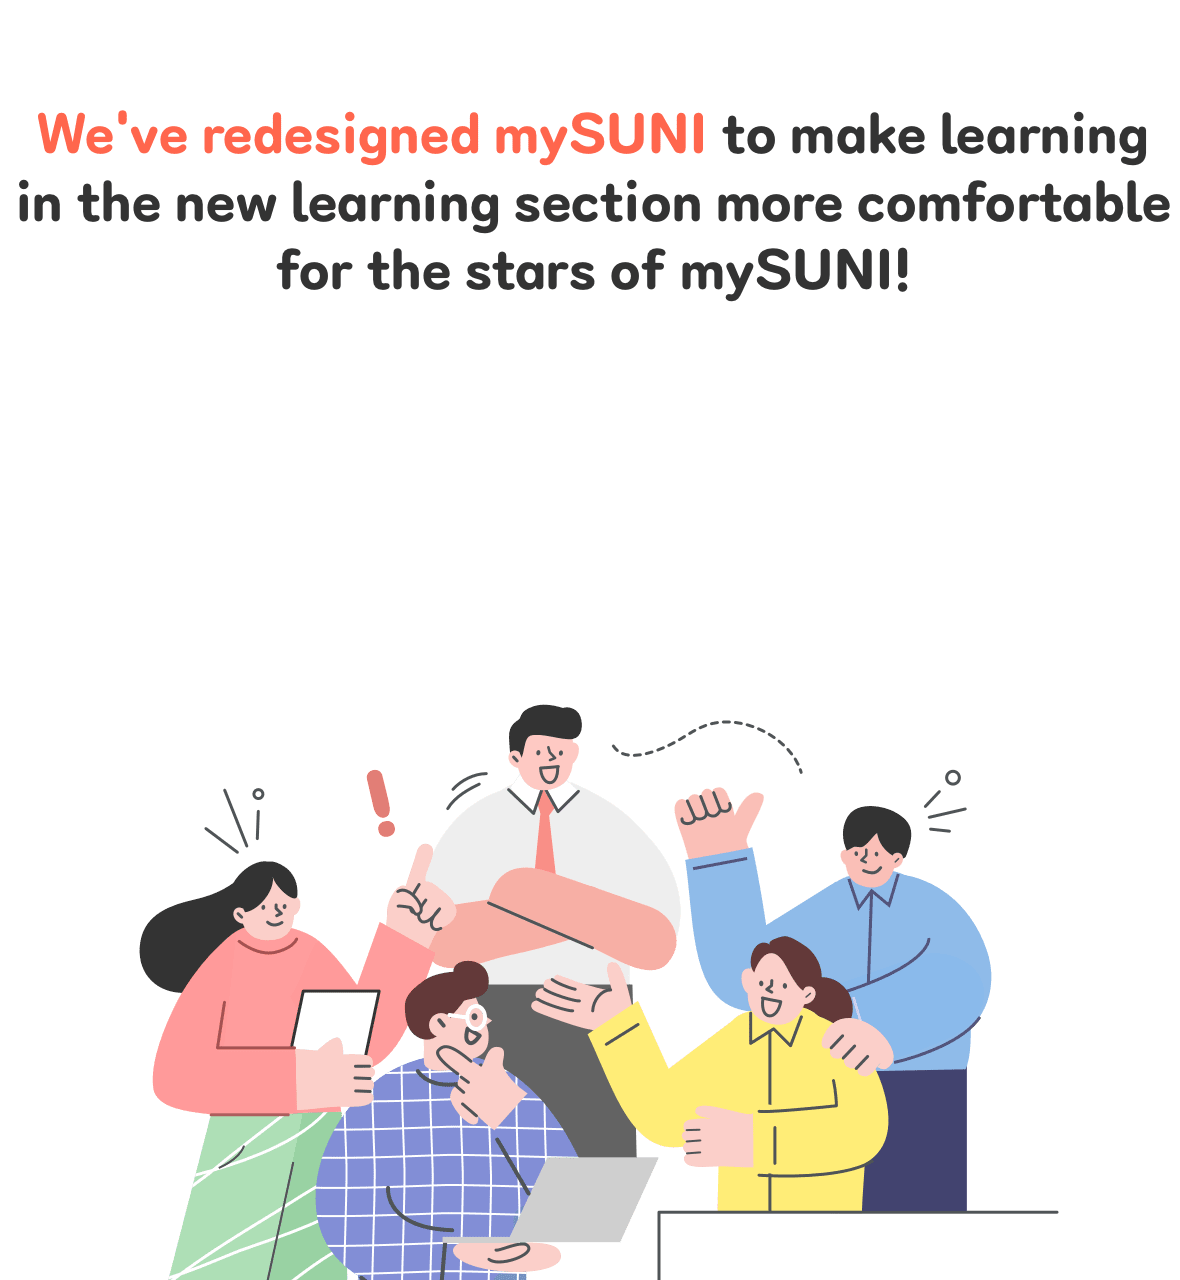 We've redesigned mySUNI to make learning
in the new learning section more comfortable
for the stars of mySUNI!